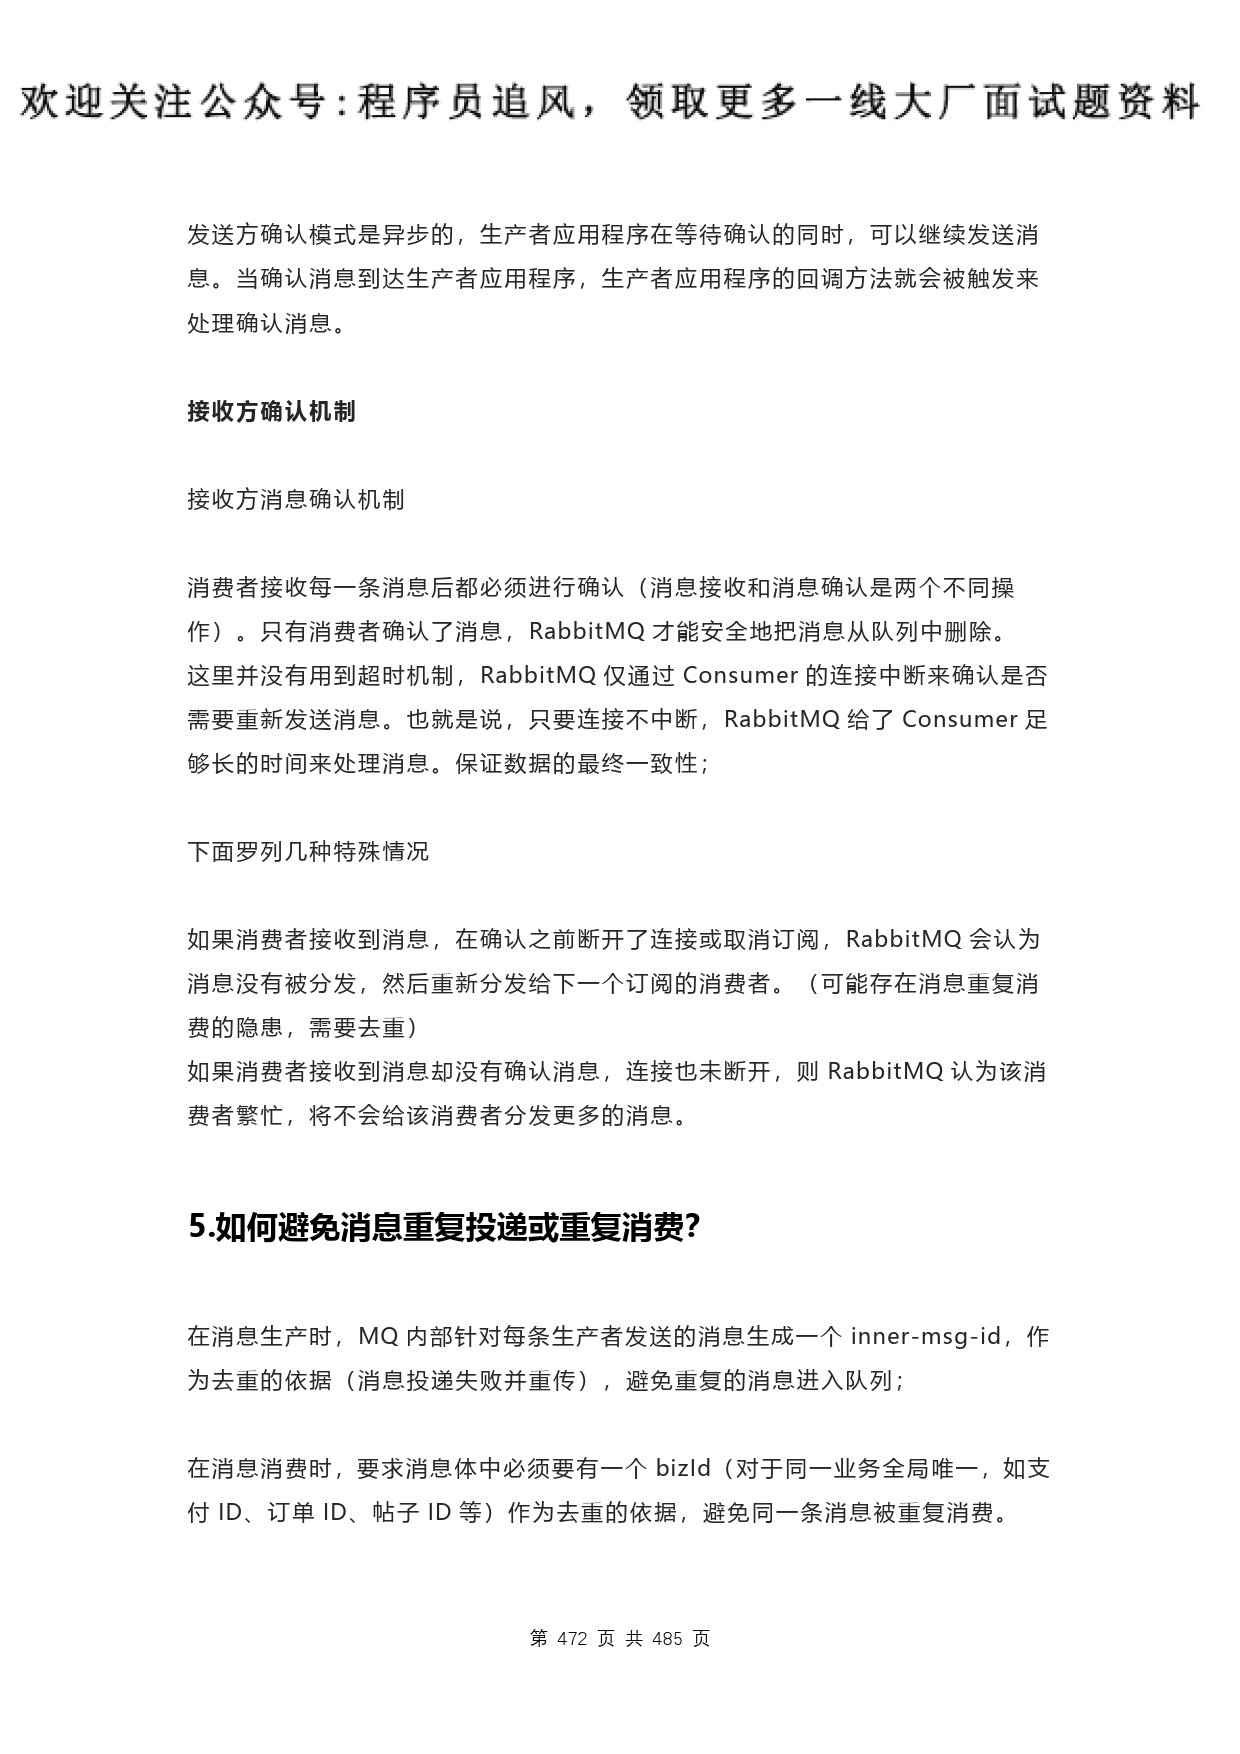 欢迎关注公众号:程序员追风，领取更多一线大厂面试题资料
发送方确认模式是异步的，生产者应用程序在等待确认的同时，可以继续发送消
息。当确认消息到达生产者应用程序，生产者应用程序的回调方法就会被触发来
处理确认消息。
接收方确认机制
接收方消息确认机制
消费者接收每一条消息后都必须进行确认（消息接收和消息确认是两个不同操
作）。只有消费者确认了消息，RabbitMQ 才能安全地把消息从队列中删除。
这里并没有用到超时机制，RabbitMQ 仅通过 Consumer 的连接中断来确认是否
需要重新发送消息。也就是说，只要连接不中断，RabbitMQ 给了 Consumer 足
够长的时间来处理消息。保证数据的最终一致性；
下面罗列几种特殊情况
如果消费者接收到消息，在确认之前断开了连接或取消订阅，RabbitMQ 会认为
消息没有被分发，然后重新分发给下一个订阅的消费者。（可能存在消息重复消
费的隐患，需要去重）
如果消费者接收到消息却没有确认消息，连接也未断开，则 RabbitMQ 认为该消
费者繁忙，将不会给该消费者分发更多的消息。
5.如何避免消息重复投递或重复消费？
在消息生产时，MQ 内部针对每条生产者发送的消息生成一个 inner-msg-id，作
为去重的依据（消息投递失败并重传），避免重复的消息进入队列；
在消息消费时，要求消息体中必须要有一个 bizId（对于同一业务全局唯一，如支
付 ID、订单 ID、帖子 ID 等）作为去重的依据，避免同一条消息被重复消费。
第 472 页 共 485 页